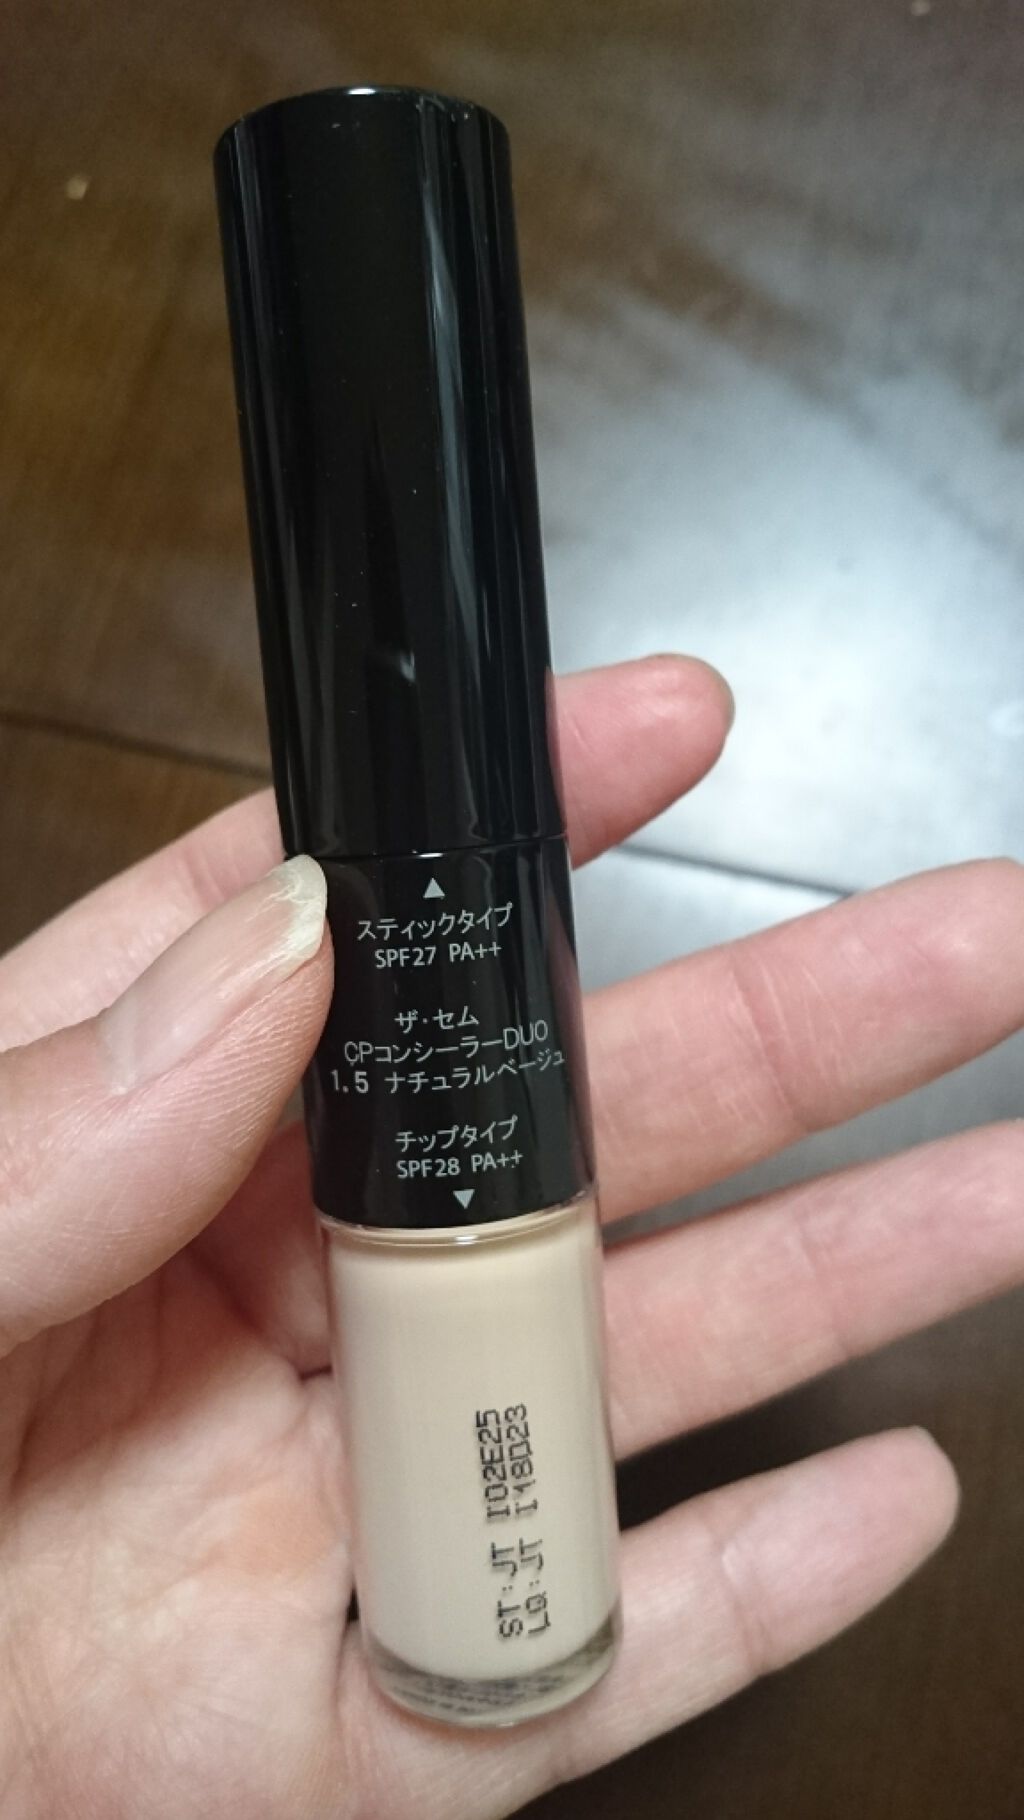 ▲
スティックタイプ
SPF27 PA++
ザ・セム
CPコンシーラーDUO
1.5 ナチュラルベージュ
チップタイプ
SPF28 PA++
▼
ST:JT I02E25
LQ:JT I18D23